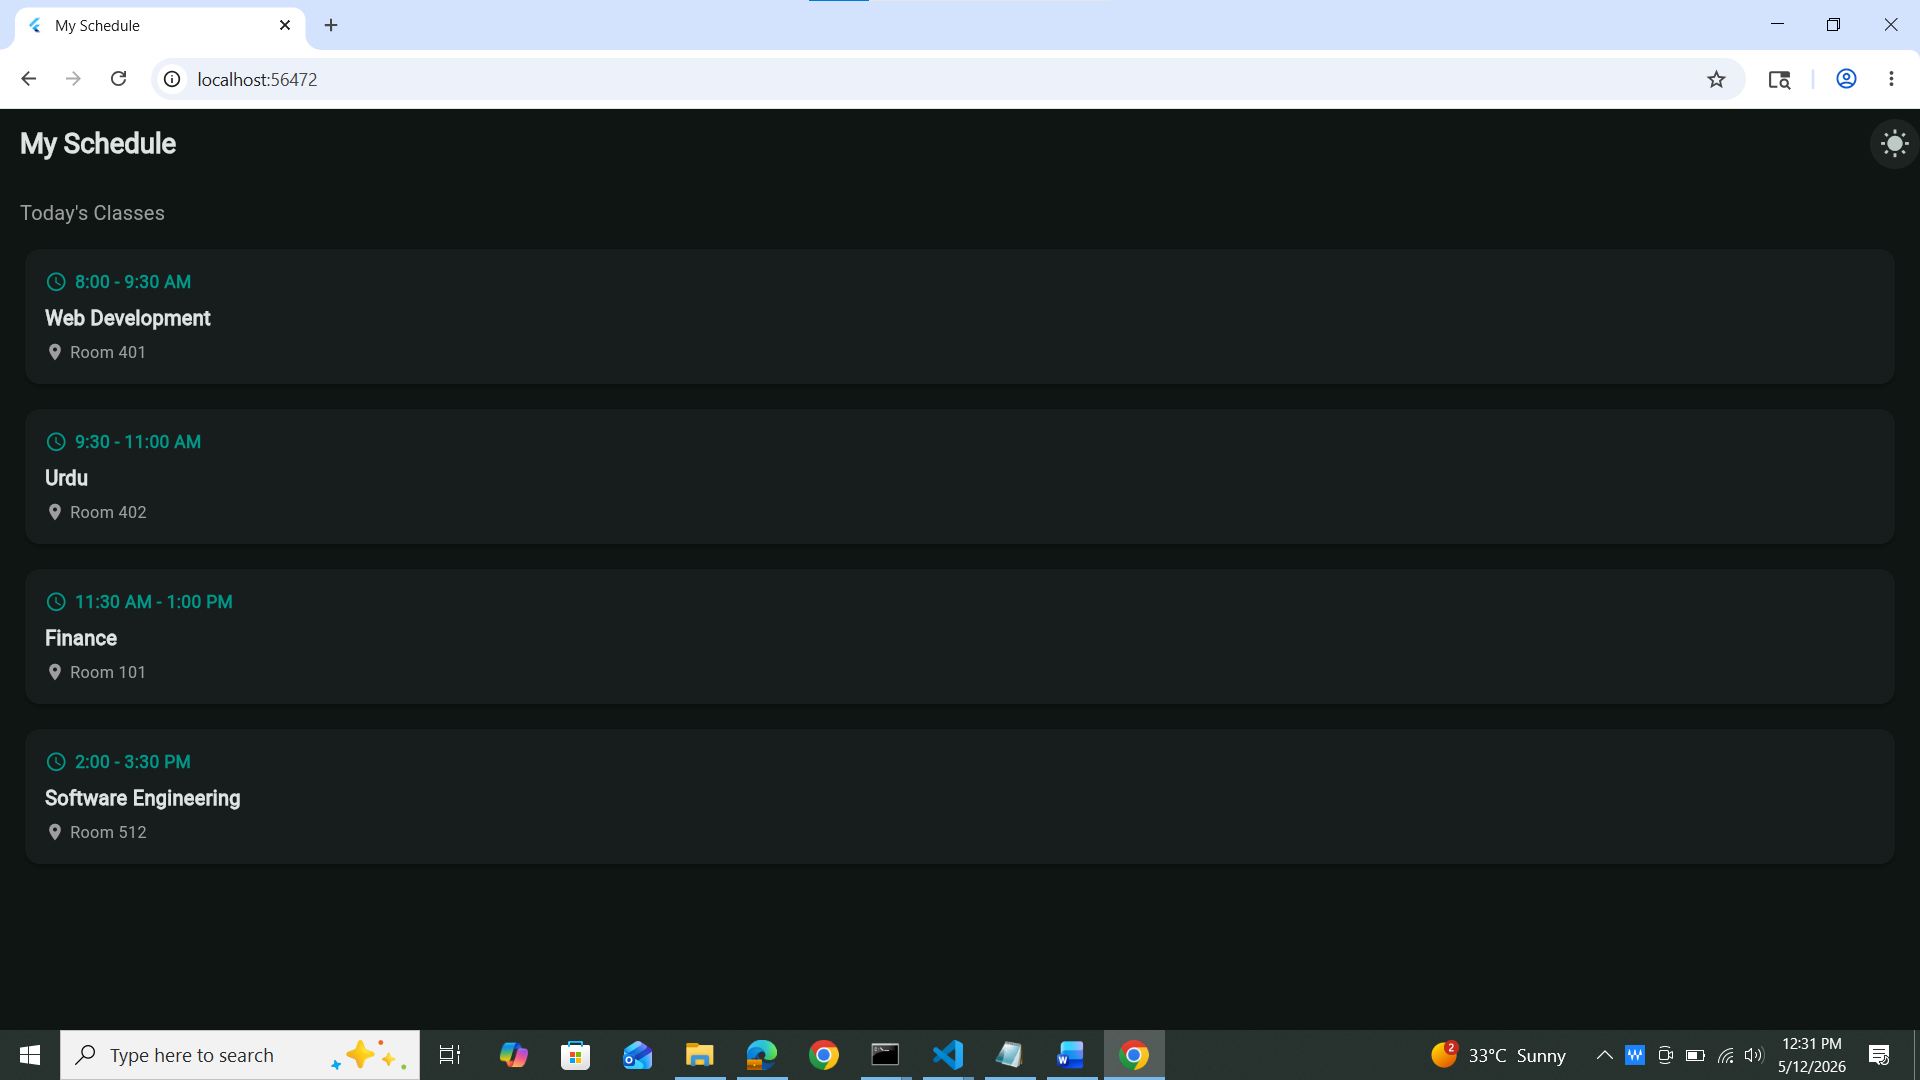 My Schedule
localhost:56472
My Schedule
Today's Classes
8:00 - 9:30 AM
Web Development
Room 401
9:30 - 11:00 AM
Urdu
Room 402
11:30 AM - 1:00 PM
Finance
Room 101
2:00 - 3:30 PM
Software Engineering
Room 512
Type here to search
2
33°C Sunny
12:31 PM
5/12/2026